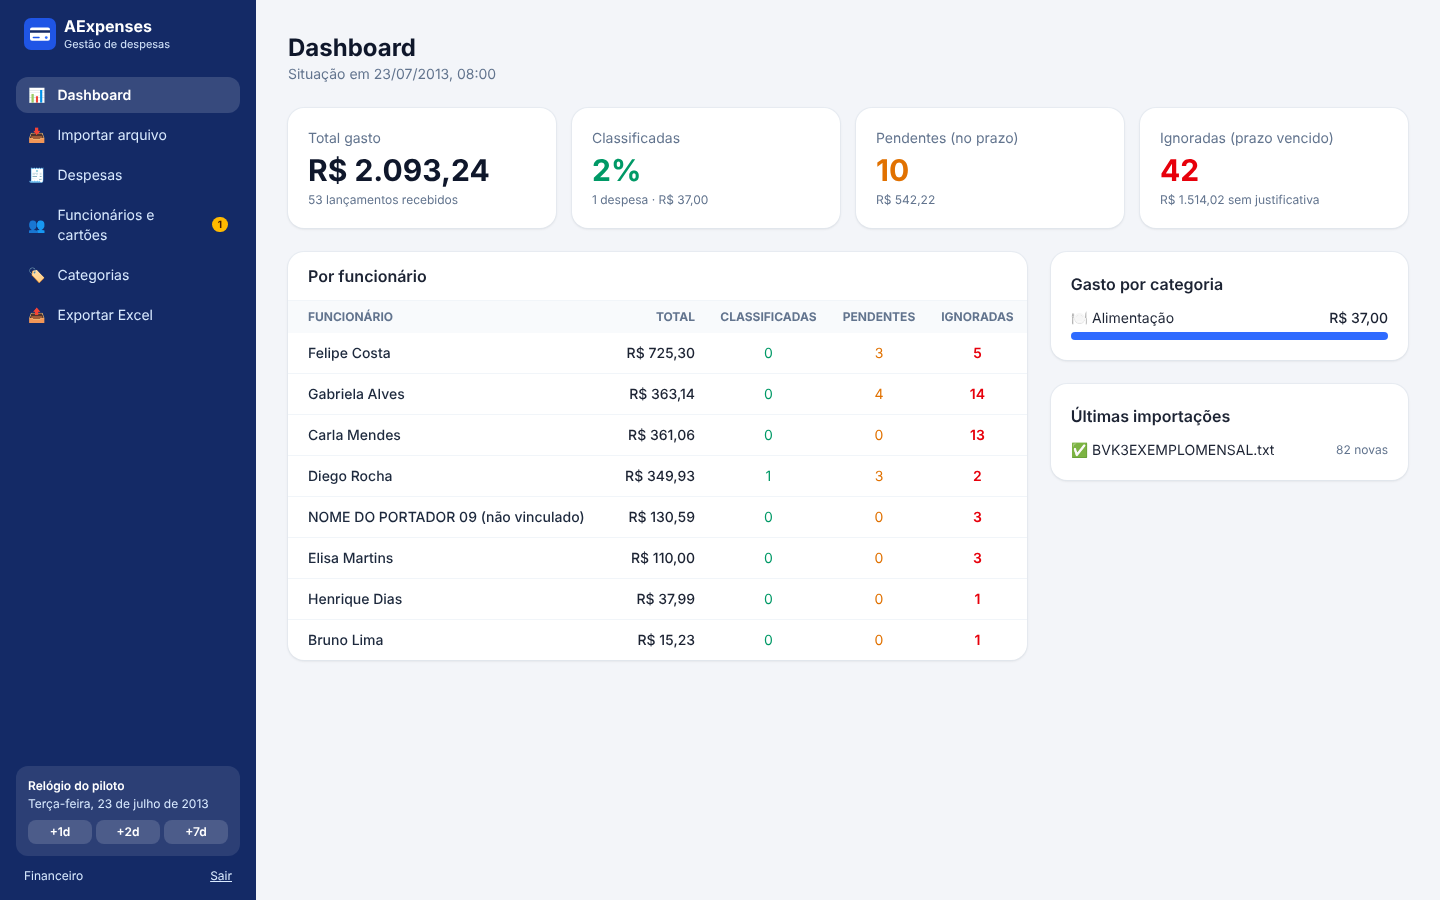 AExpenses
Gestão de despesas
Dashboard
Importar arquivo
Despesas
Funcionários e
cartões
1
Categorias
Exportar Excel
Relógio do piloto
Terça-feira, 23 de julho de 2013
+1d +2d +7d
Financeiro Sair
Dashboard
Situação em 23/07/2013, 08:00
Total gasto
R$ 2.093,24
53 lançamentos recebidos
Classificadas
2%
1 despesa · R$ 37,00
Pendentes (no prazo)
10
R$ 542,22
Ignoradas (prazo vencido)
42
R$ 1.514,02 sem justificativa
Por funcionário
FUNCIONÁRIO TOTAL CLASSIFICADAS PENDENTES IGNORADAS
Felipe Costa R$ 725,30 0 3 5
Gabriela Alves R$ 363,14 0 4 14
Carla Mendes R$ 361,06 0 0 13
Diego Rocha R$ 349,93 1 3 2
NOME DO PORTADOR 09 (não vinculado) R$ 130,59 0 0 3
Elisa Martins R$ 110,00 0 0 3
Henrique Dias R$ 37,99 0 0 1
Bruno Lima R$ 15,23 0 0 1
Gasto por categoria
Alimentação R$ 37,00
Últimas importações
BVK3EXEMPLOMENSAL.txt 82 novas